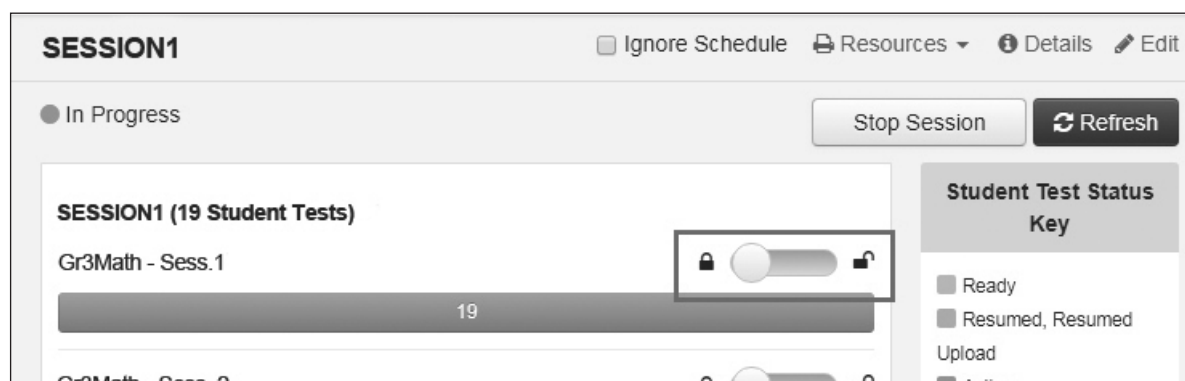 SESSION1 Ignore Schedule Resources Details Edit
In Progress
Stop Session Refresh
SESSION1 (19 Student Tests)
Gr3Math - Sess.1
19
Student Test Status
Key
Ready
Resumed, Resumed
Upload